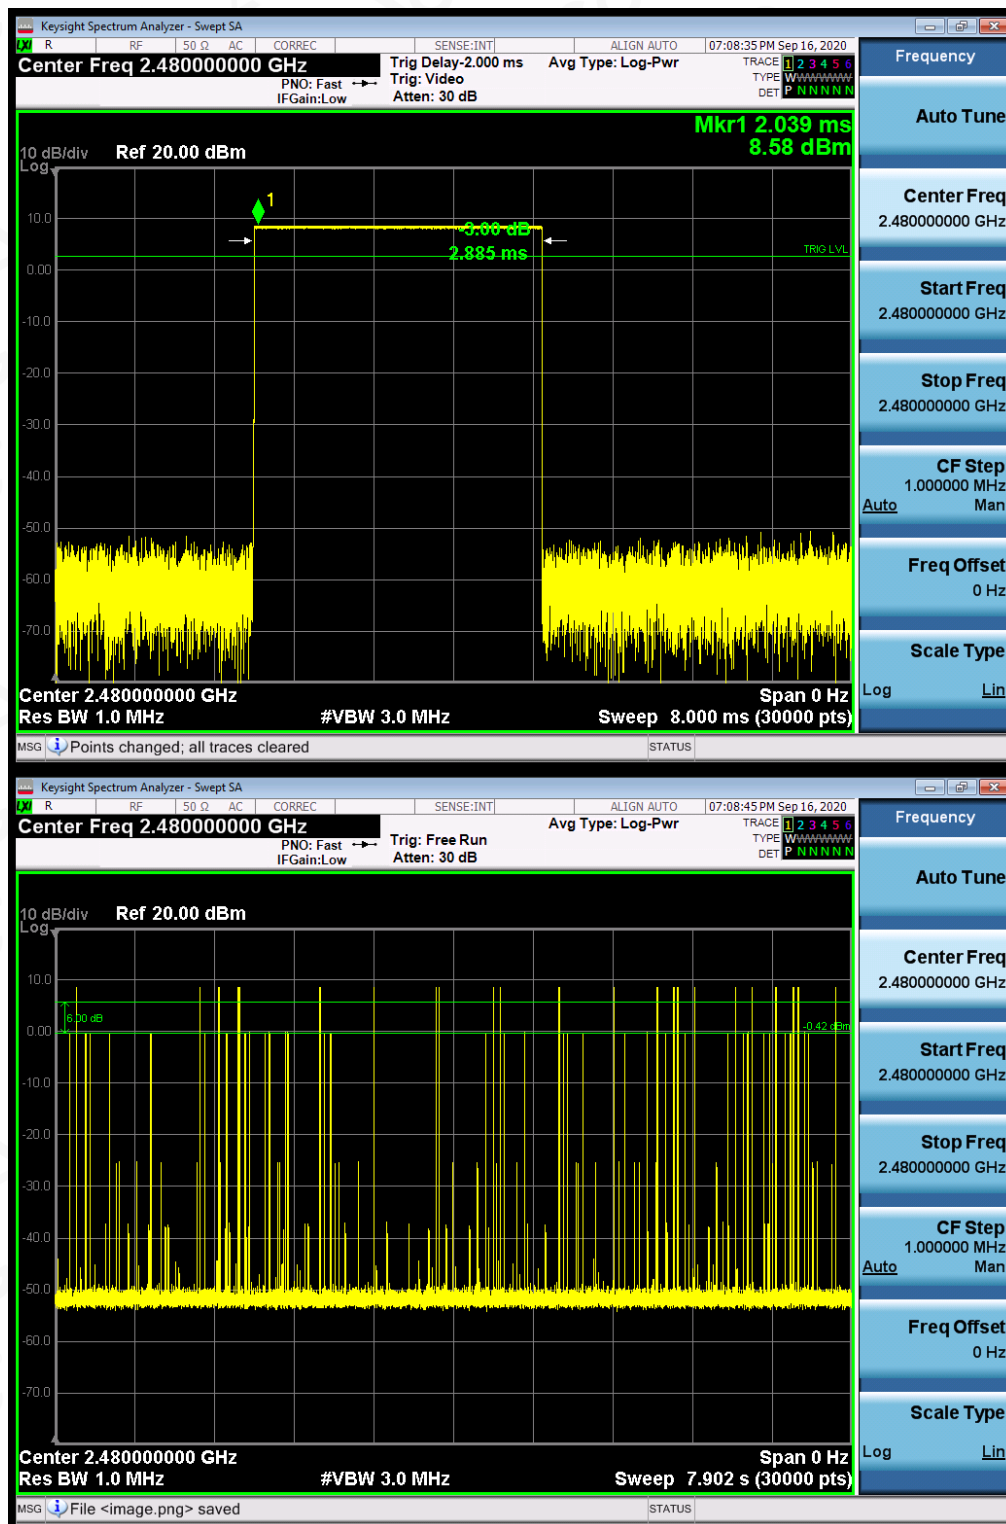 Keysight Spectrum Analyzer - Swept SA
LXI R RF 50 Ω AC CORREC SENSE:INT ALIGN AUTO 07:08:35 PM Sep 16, 2020
Center Freq 2.480000000 GHz
PNO: Fast
IFGain:Low
Trig Delay-2.000 ms
Trig: Video
Atten: 30 dB
Avg Type: Log-Pwr
TRACE 1 2 3 4 5 6
TYPE WWWWWW
DET P N N N N N
Mkr1 2.039 ms
8.58 dBm
10 dB/div Ref 20.00 dBm
Log
1
10.0
-3.00 dB
2.885 ms
TRIG LVL
0.00
-10.0
-20.0
-30.0
-40.0
-50.0
-60.0
-70.0
Center 2.480000000 GHz Span 0 Hz
Res BW 1.0 MHz #VBW 3.0 MHz Sweep 8.000 ms (30000 pts)
MSG Points changed; all traces cleared STATUS
Frequency
Auto Tune
Center Freq
2.480000000 GHz
Start Freq
2.480000000 GHz
Stop Freq
2.480000000 GHz
CF Step
1.000000 MHz
Auto Man
Freq Offset
0 Hz
Scale Type
Log Lin
Keysight Spectrum Analyzer - Swept SA
LXI R RF 50 Ω AC CORREC SENSE:INT ALIGN AUTO 07:08:45 PM Sep 16, 2020
Center Freq 2.480000000 GHz
PNO: Fast
IFGain:Low
Trig: Free Run
Atten: 30 dB
Avg Type: Log-Pwr
TRACE 1 2 3 4 5 6
TYPE WWWWWW
DET P N N N N N
10 dB/div Ref 20.00 dBm
Log
10.0
6.00 dB
-0.42 dBm
0.00
-10.0
-20.0
-30.0
-40.0
-50.0
-60.0
-70.0
Center 2.480000000 GHz Span 0 Hz
Res BW 1.0 MHz #VBW 3.0 MHz Sweep 7.902 s (30000 pts)
MSG File <image.png> saved STATUS
Frequency
Auto Tune
Center Freq
2.480000000 GHz
Start Freq
2.480000000 GHz
Stop Freq
2.480000000 GHz
CF Step
1.000000 MHz
Auto Man
Freq Offset
0 Hz
Scale Type
Log Lin